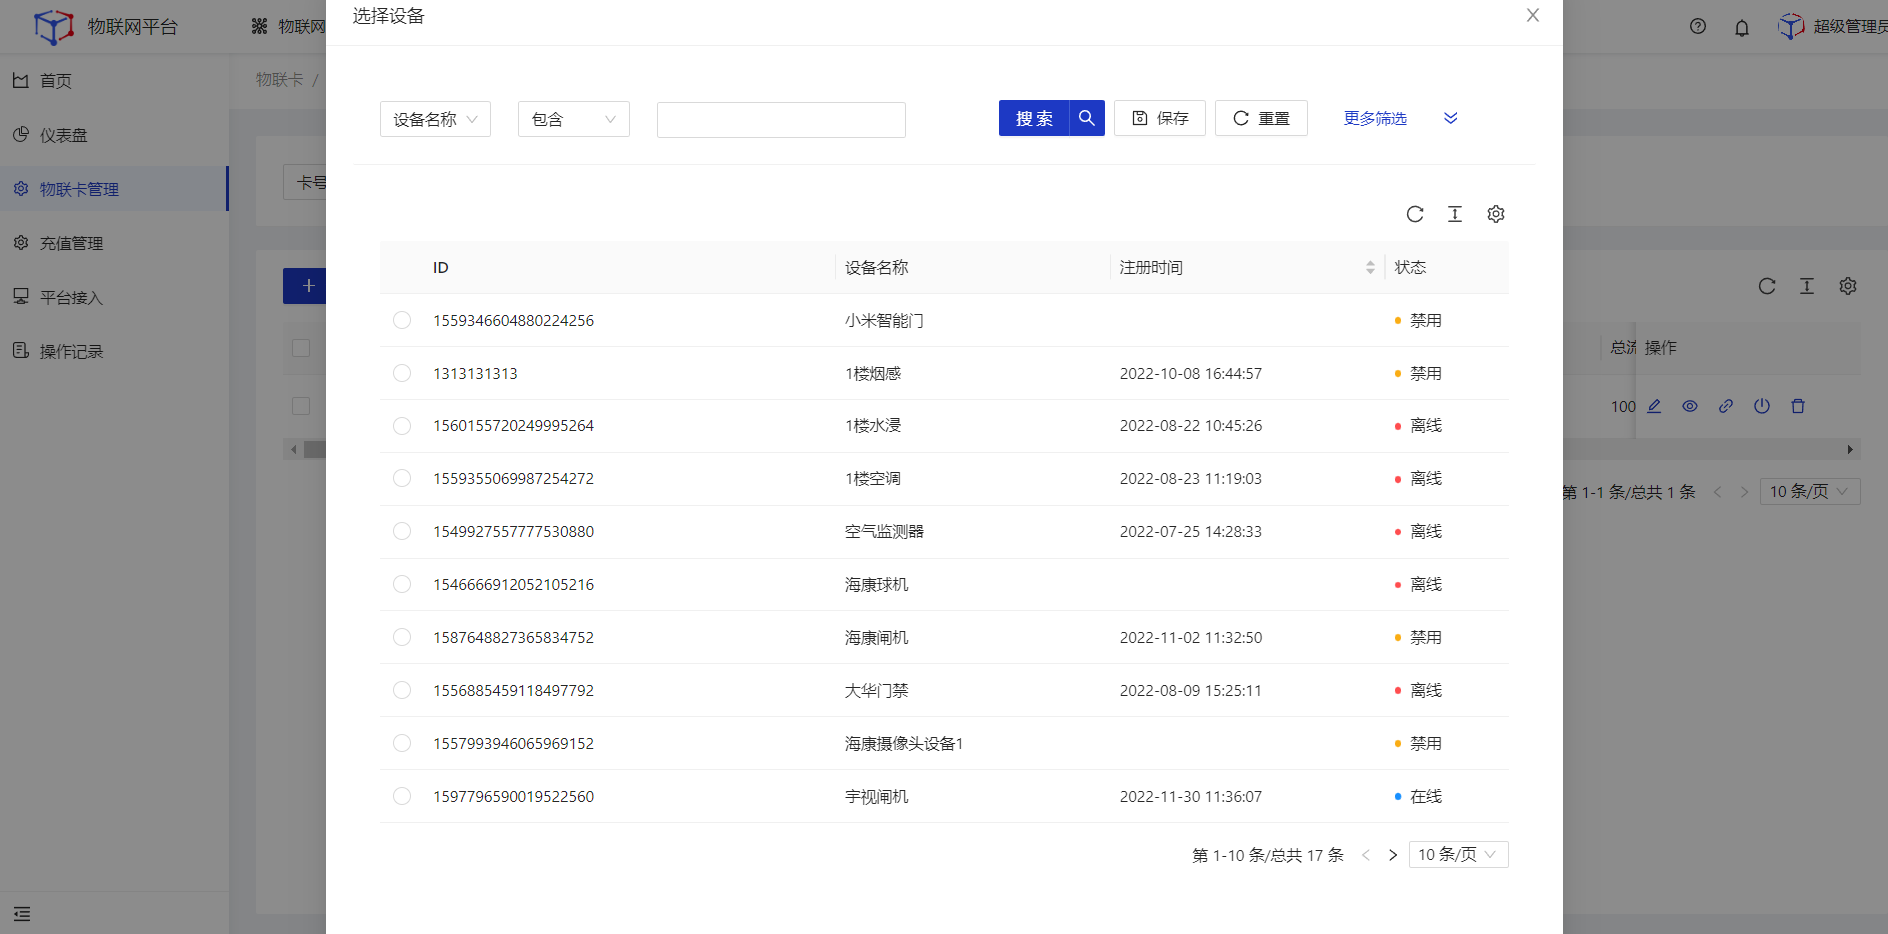 物联网平台
物联网
选择设备
超级管理员
首页
仪表盘
物联卡管理
充值管理
平台接入
操作记录
物联卡 /
卡号
设备名称 包含 搜 索 保存 重置 更多筛选
ID 设备名称 注册时间 状态
1559346604880224256 小米智能门 禁用
1313131313 1楼烟感 2022-10-08 16:44:57 禁用
1560155720249995264 1楼水浸 2022-08-22 10:45:26 离线
1559355069987254272 1楼空调 2022-08-23 11:19:03 离线
1549927557777530880 空气监测器 2022-07-25 14:28:33 离线
1546666912052105216 海康球机 离线
1587648827365834752 海康闸机 2022-11-02 11:32:50 禁用
1556885459118497792 大华门禁 2022-08-09 15:25:11 离线
1557993946065969152 海康摄像头设备1 禁用
1597796590019522560 宇视闸机 2022-11-30 11:36:07 在线
第 1-10 条/总共 17 条 10 条/页
总流 操作
100
第 1-1 条/总共 1 条 10 条/页